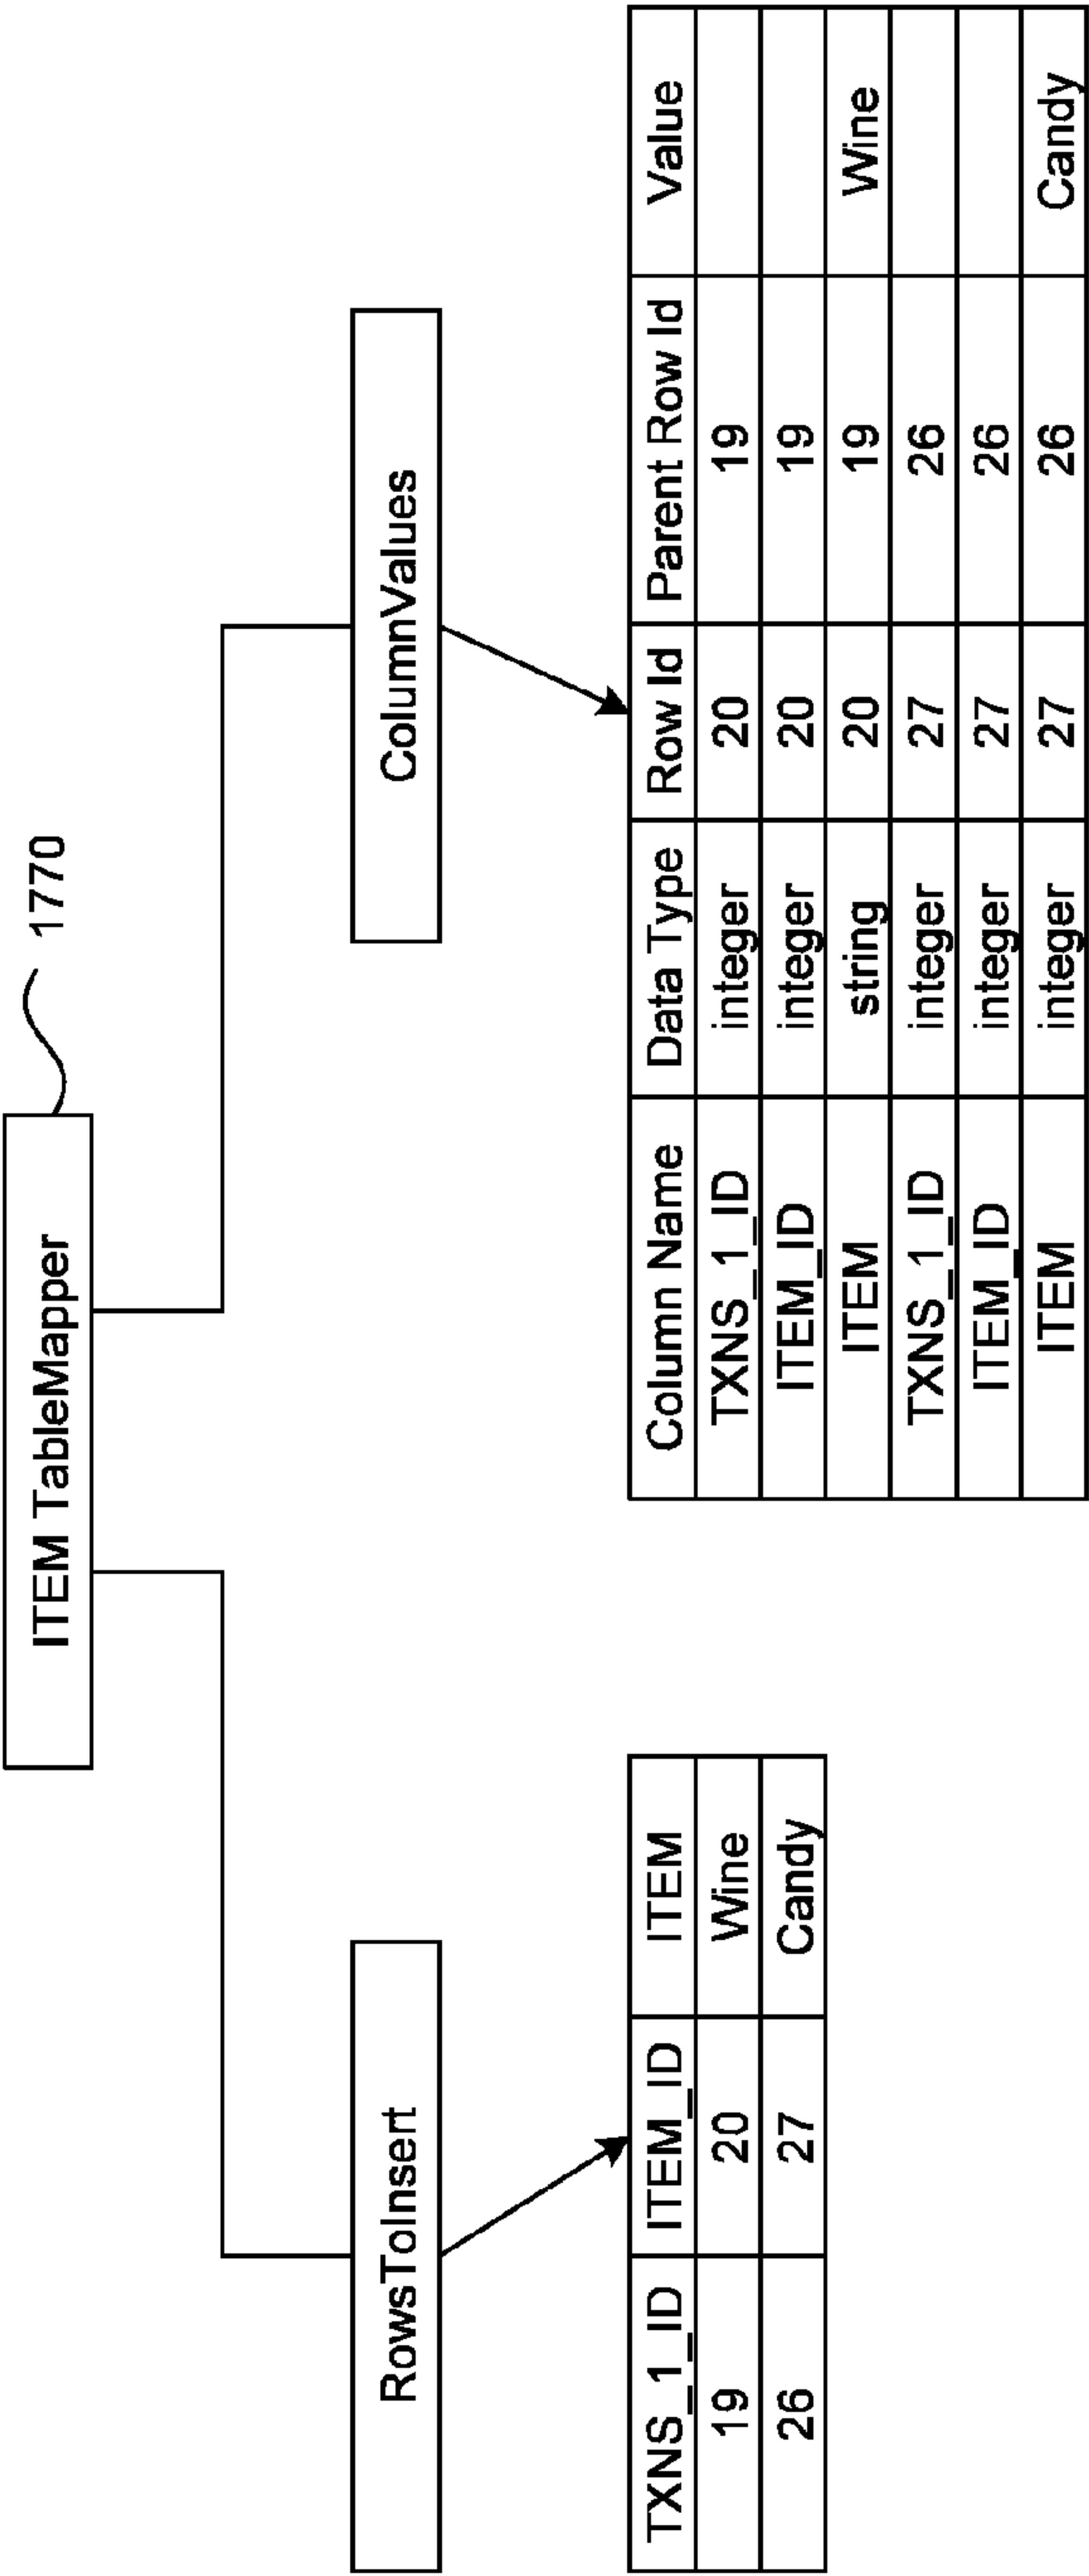 ITEM TableMapper
1770
RowsToInsert
ColumnValues
TXNS_1_ID ITEM_ID ITEM
19 20 Wine
26 27 Candy
Column Name Data Type Row Id Parent Row Id Value
TXNS_1_ID integer 20 19
ITEM_ID integer 20 19
ITEM string 20 19 Wine
TXNS_1_ID integer 27 26
ITEM_ID integer 27 26
ITEM integer 27 26 Candy